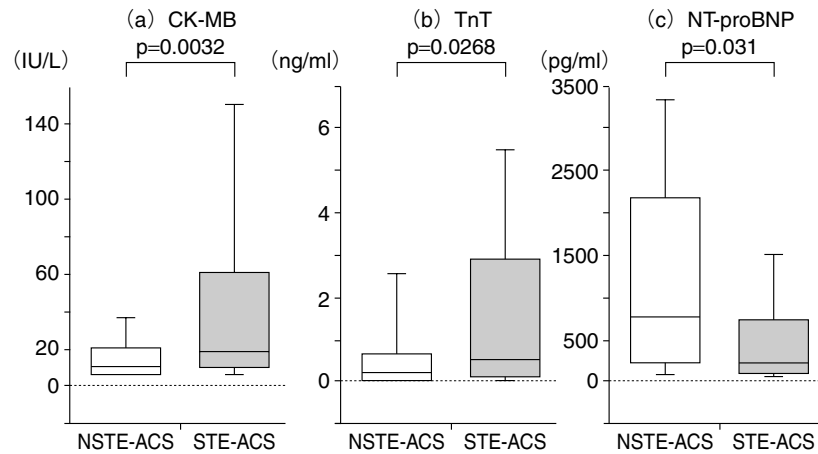 (a) CK-MB
p=0.0032
(IU/L)
140
100
60
20
0
NSTE-ACS STE-ACS
(b) TnT
p=0.0268
(ng/ml)
6
4
2
0
NSTE-ACS STE-ACS
(c) NT-proBNP
p=0.031
(pg/ml)
3500
2500
1500
500
0
NSTE-ACS STE-ACS